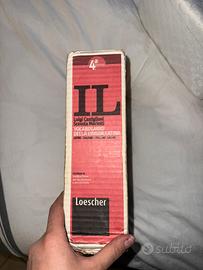 4ª
IL
Luigi Castiglioni
Scevola Mariotti
VOCABOLARIO
DELLA LINGUA LATINA
Loescher
subito